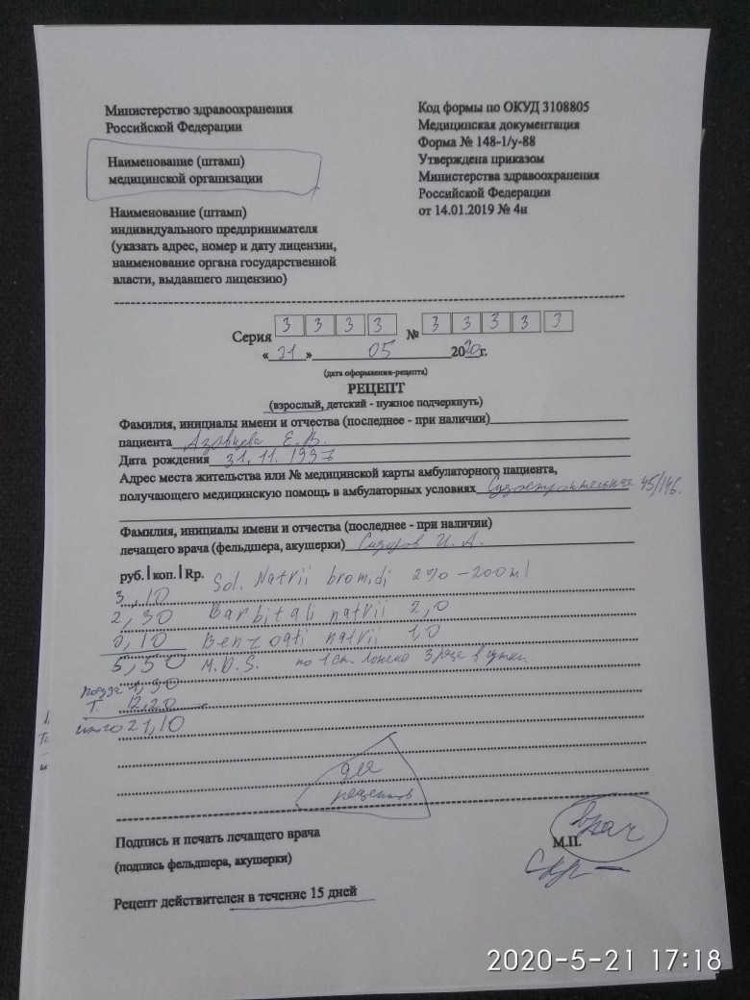 Министерство здравоохранения
Российской Федерации
Наименование (штамп)
медицинской организации
Наименование (штамп)
индивидуального предпринимателя
(указать адрес, номер и дату лицензии,
наименование органа государственной
власти, выдавшего лицензию)
Код формы по ОКУД 3108805
Медицинская документация
Форма № 148-1/у-88
Утверждена приказом
Министерства здравоохранения
Российской Федерации
от 14.01.2019 № 4н
Серия 3 3 3 3 № 3 3 3 3 3
«21» 05 2020г.
(дата оформления-рецепта)
РЕЦЕПТ
(взрослый, детский - нужное подчеркнуть)
Фамилия, инициалы имени и отчества (последнее - при наличии)
пациента Е.В.
Дата рождения 31.11.1997
Адрес места жительства или № медицинской карты амбулаторного пациента,
получающего медицинскую помощь в амбулаторных условиях Судостроительная 45/146.
Фамилия, инициалы имени и отчества (последнее - при наличии)
лечащего врача (фельдшера, акушерки) Сидоров И.А.
руб. | коп. | Rp. Sol. Natrii bromidi 2% - 200ml
3,10
2,30 Barbitali natrii 2,0
0,10 Benzoati natrii 1,0
5,50 M.D.S. по 1 ст. ложке 3 раза в сутки
Т. 12,20
итого 21,10
для
рецептов
Подпись и печать лечащего врача
(подпись фельдшера, акушерки)
М.П.
врач
Рецепт действителен в течение 15 дней
2020-5-21 17:18